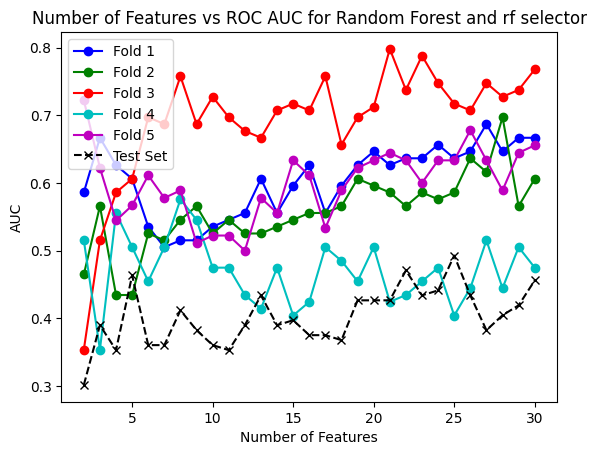 Number of Features vs ROC AUC for Random Forest and rf selector
0.8
0.7
0.6
0.5
0.4
0.3
AUC
Fold 1
Fold 2
Fold 3
Fold 4
Fold 5
Test Set
5 10 15 20 25 30
Number of Features